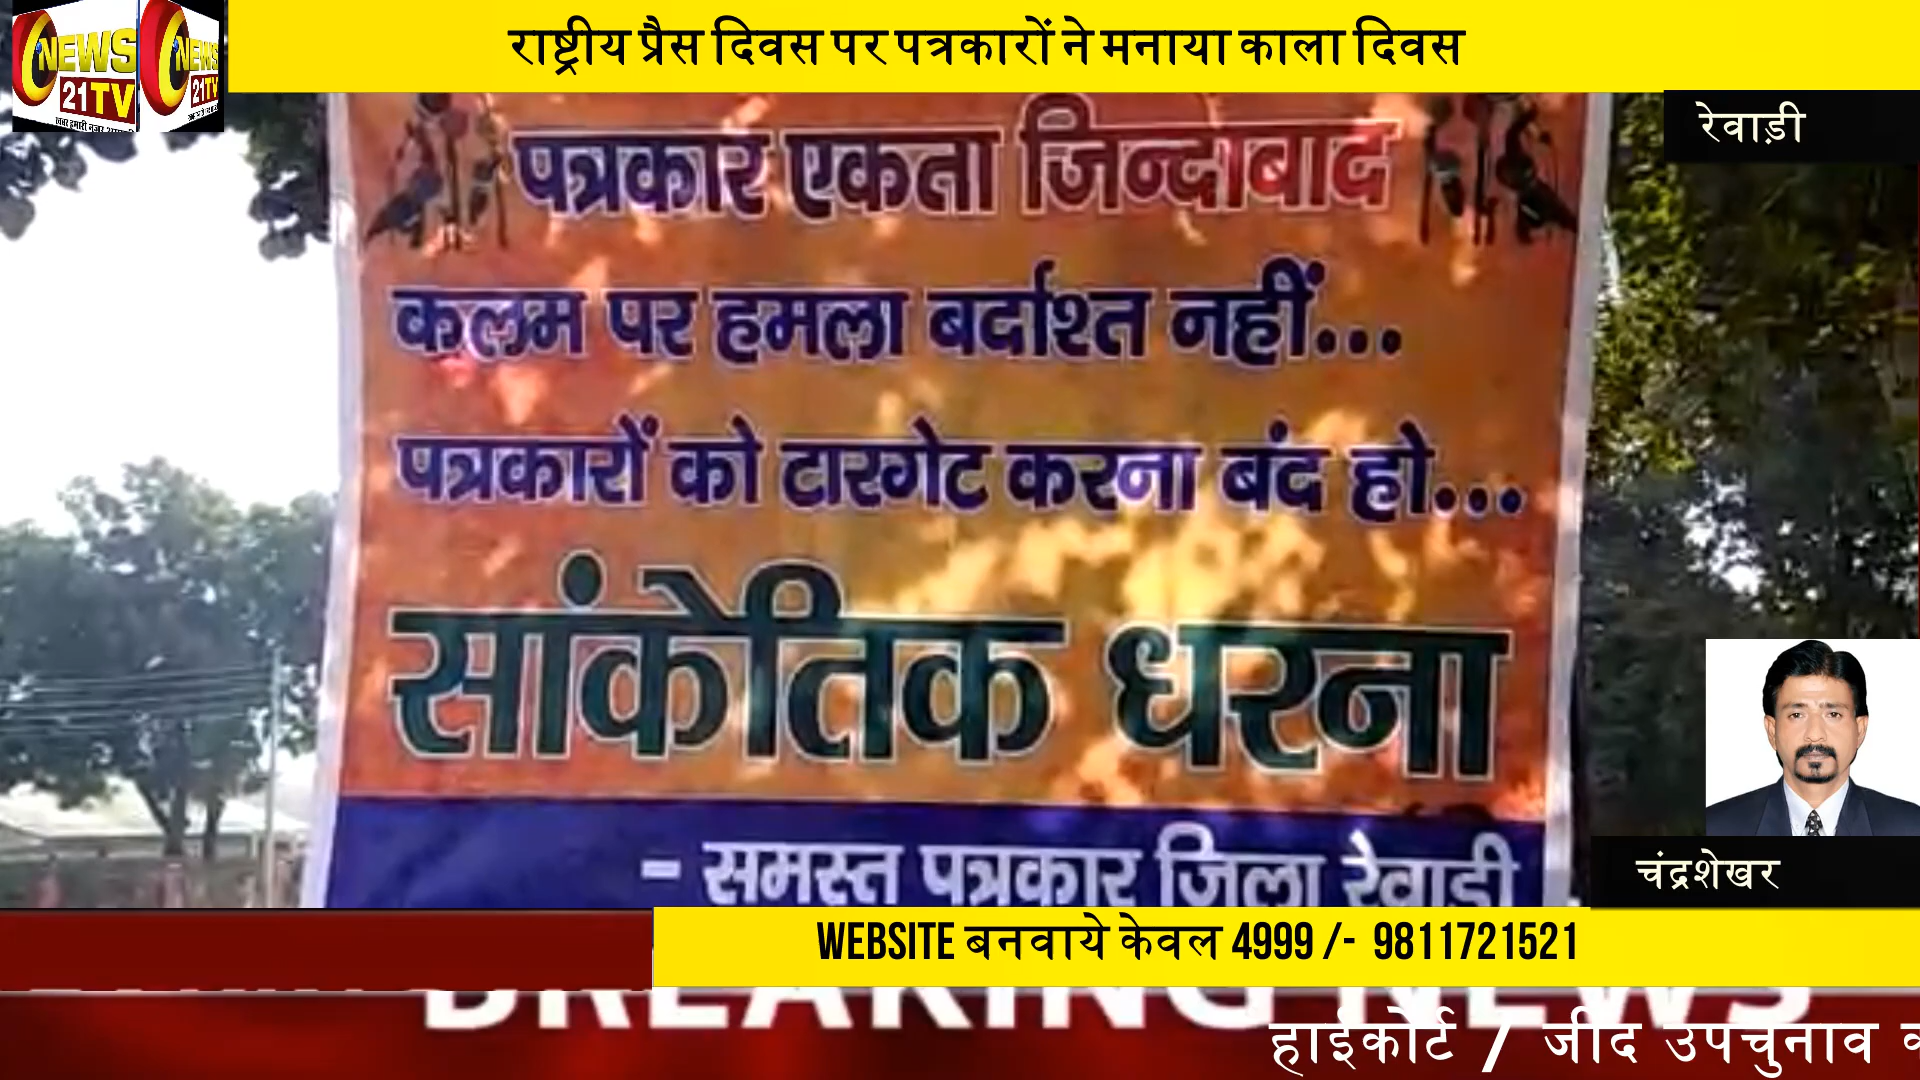 राष्ट्रीय प्रैस दिवस पर पत्रकारों ने मनाया काला दिवस
NEWS
21TV
NEWS
21TV
रेवाड़ी
पत्रकार एकता जिन्दाबाद
कलम पर हमला बर्दाश्त नहीं...
पत्रकारों को टारगेट करना बंद हो...
सांकेतिक धरना
- समस्त पत्रकार जिला रेवाड़ी
चंद्रशेखर
WEBSITE बनवाये केवल 4999 /- 9811721521
BREAKING NEWS
हाईकोर्ट / जींद उपचुनाव